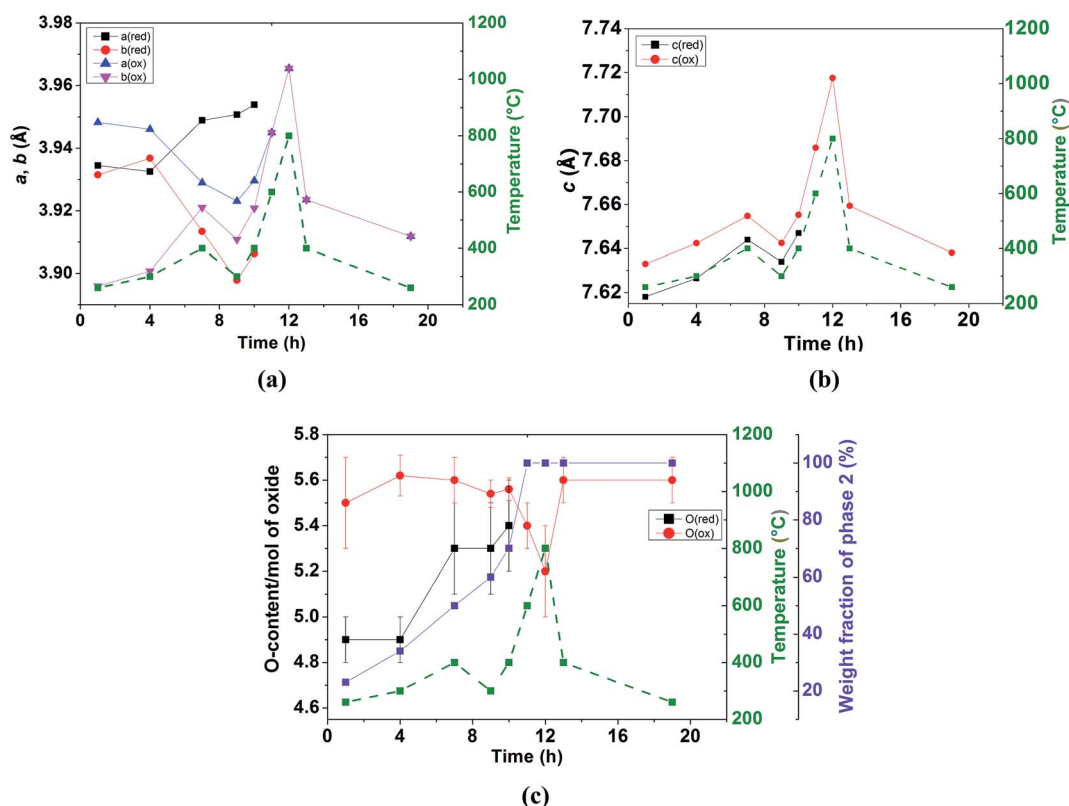 3.98
3.96
3.94
3.92
3.90
a, b (Å)
a(red)
b(red)
a(ox)
b(ox)
1200
1000
800
600
400
200
Temperature (°C)
0 4 8 12 16 20
Time (h)
(a)
7.74
7.72
7.70
7.68
7.66
7.64
7.62
c (Å)
c(red)
c(ox)
1200
1000
800
600
400
200
Temperature (°C)
0 4 8 12 16 20
Time (h)
(b)
5.8
5.6
5.4
5.2
5.0
4.8
4.6
O-content/mol of oxide
O(red)
O(ox)
1200
1000
800
600
400
200
Temperature (°C)
100
80
60
40
20
Weight fraction of phase 2 (%)
0 4 8 12 16 20
Time (h)
(c)